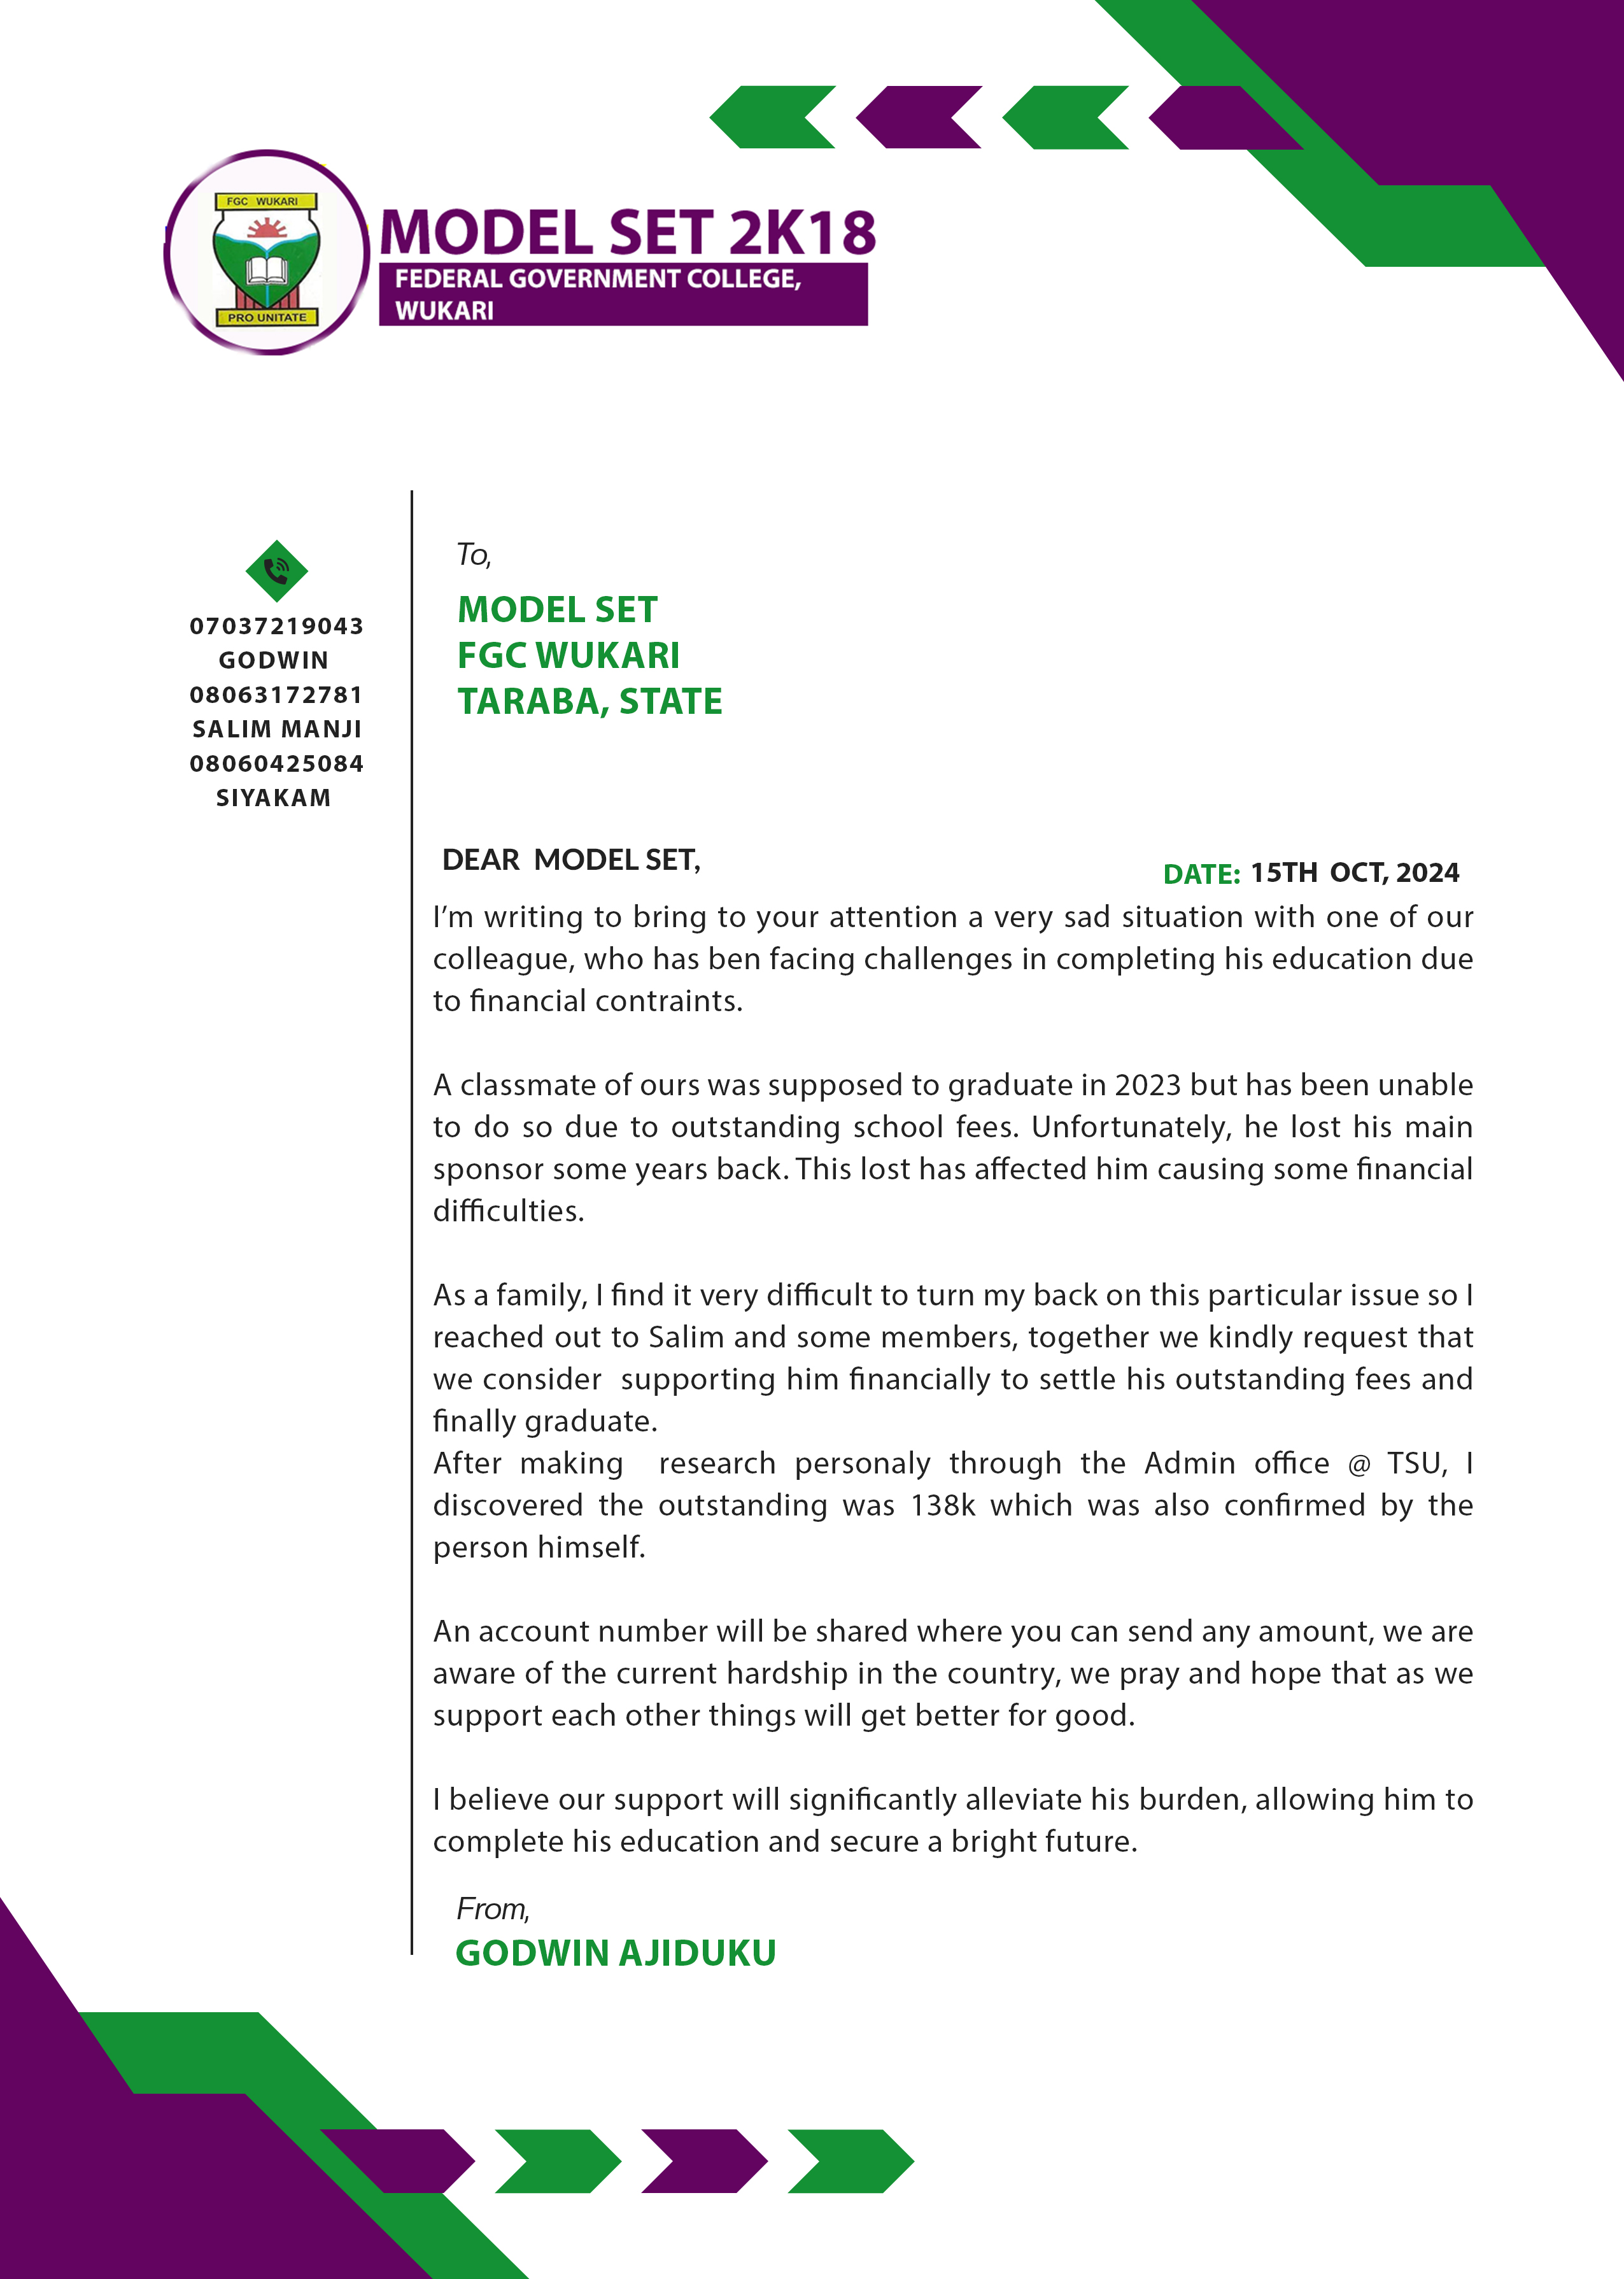 FGC WUKARI
PRO UNITATE
MODEL SET 2K18
FEDERAL GOVERNMENT COLLEGE,
WUKARI
07037219043
GODWIN
08063172781
SALIM MANJI
08060425084
SIYAKAM
To,
MODEL SET
FGC WUKARI
TARABA, STATE
DEAR  MODEL SET,
DATE: 15TH  OCT, 2024
I’m writing to bring to your attention a very sad situation with one of our
colleague, who has ben facing challenges in completing his education due
to financial contraints.
A classmate of ours was supposed to graduate in 2023 but has been unable
to do so due to outstanding school fees. Unfortunately, he lost his main
sponsor some years back. This lost has affected him causing some financial
difficulties.
As a family, I find it very difficult to turn my back on this particular issue so I
reached out to Salim and some members, together we kindly request that
we consider  supporting him financially to settle his outstanding fees and
finally graduate.
After making  research personaly through the Admin office @ TSU, I
discovered the outstanding was 138k which was also confirmed by the
person himself.
An account number will be shared where you can send any amount, we are
aware of the current hardship in the country, we pray and hope that as we
support each other things will get better for good.
I believe our support will significantly alleviate his burden, allowing him to
complete his education and secure a bright future.
From,
GODWIN AJIDUKU